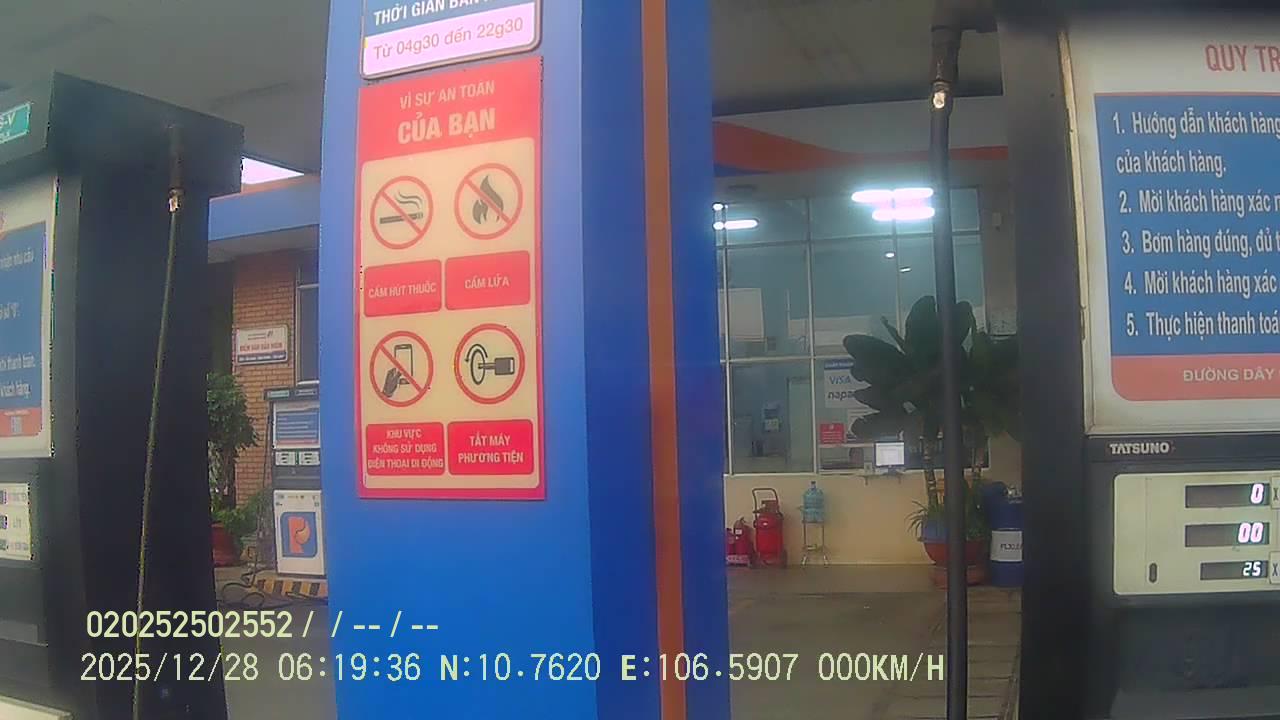 THỜI GIAN BÁN
Từ 04g30 đến 22g30
VÌ SỰ AN TOÀN
CỦA BẠN
CẤM HÚT THUỐC
CẤM LỬA
KHU VỰC
KHÔNG SỬ DỤNG
ĐIỆN THOẠI DI ĐỘNG
TẮT MÁY
PHƯƠNG TIỆN
VISA
napa
QUY TR
1. Hướng dẫn khách hàng
của khách hàng.
2. Mời khách hàng xác
3. Bơm hàng đúng, đủ
4. Mời khách hàng xác
5. Thực hiện thanh toá
ĐƯỜNG DÂY
TATSUNO
0
00
25
khách hàng.
020252502552 / / -- / --
2025/12/28 06:19:36 N:10.7620 E:106.5907 000KM/H